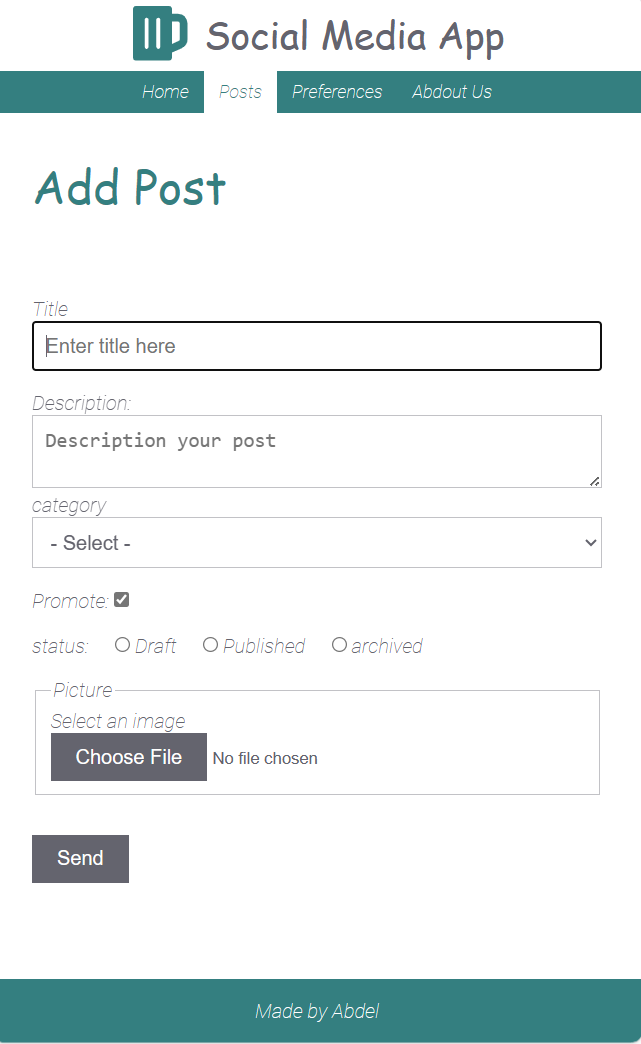 Social Media App
Home Posts Preferences Abdout Us
Add Post
Title
Enter title here
Description:
Description your post
category
- Select -
Promote:
status: Draft Published archived
Picture
Select an image
Choose File No file chosen
Send
Made by Abdel